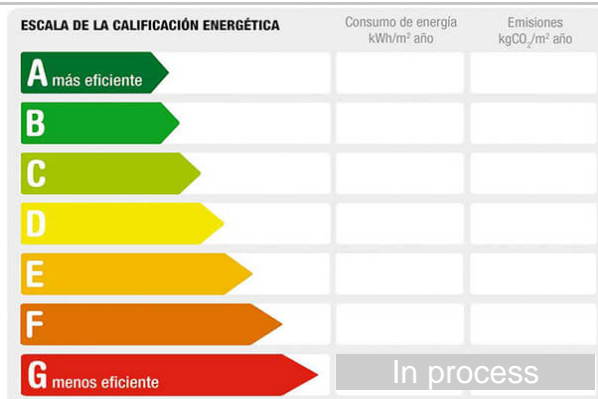 ESCALA DE LA CALIFICACIÓN ENERGÉTICA
Consumo de energía
kWh/m² año
Emisiones
kgCO₂/m² año
A más eficiente
B
C
D
E
F
G menos eficiente
In process